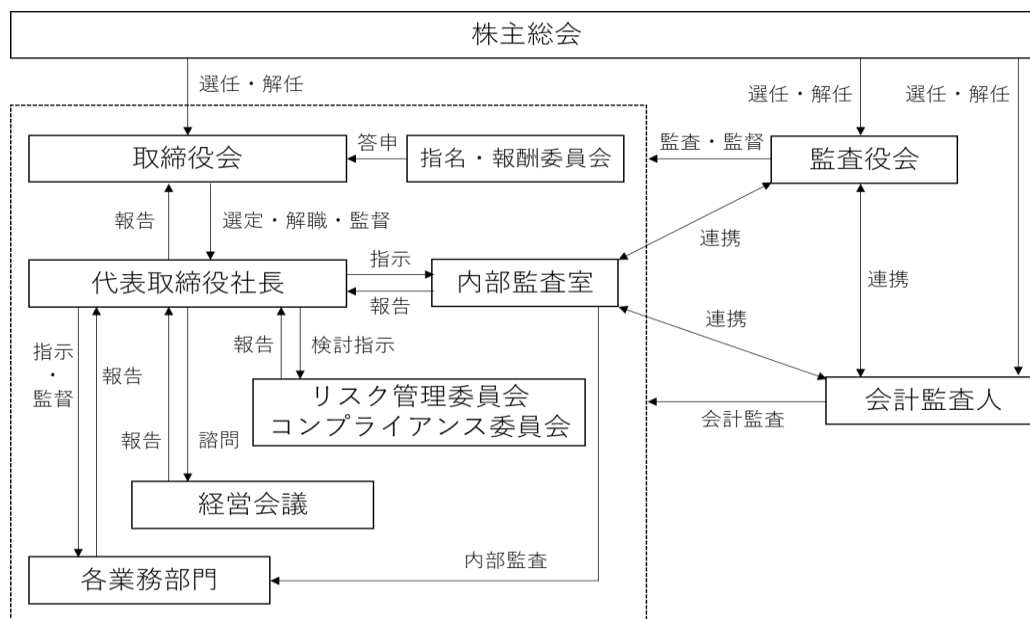 株主総会
選任・解任
選任・解任
選任・解任
取締役会
答申
指名・報酬委員会
監査・監督
監査役会
報告
選定・解職・監督
連携
代表取締役社長
指示
報告
内部監査室
連携
連携
指示
・
監督
報告
報告
検討指示
リスク管理委員会
コンプライアンス委員会
会計監査人
会計監査
報告
諮問
経営会議
内部監査
各業務部門